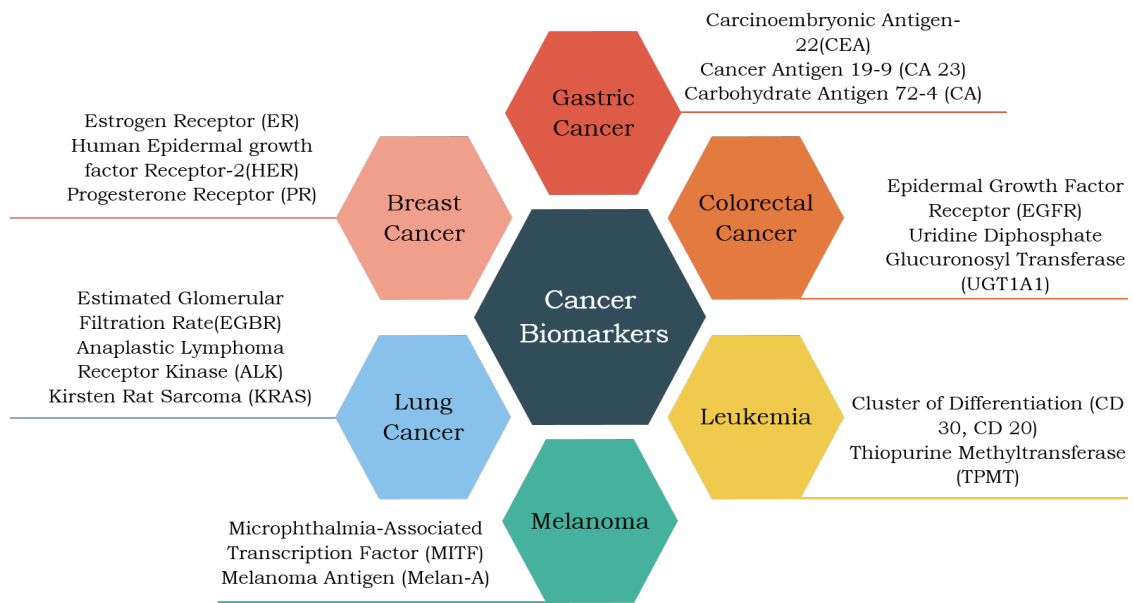 Carcinoembryonic Antigen-
22(CEA)
Cancer Antigen 19-9 (CA 23)
Carbohydrate Antigen 72-4 (CA)
Gastric
Cancer
Estrogen Receptor (ER)
Human Epidermal growth
factor Receptor-2(HER)
Progesterone Receptor (PR)
Breast
Cancer
Colorectal
Cancer
Epidermal Growth Factor
Receptor (EGFR)
Uridine Diphosphate
Glucuronosyl Transferase
(UGT1A1)
Cancer
Biomarkers
Estimated Glomerular
Filtration Rate(EGBR)
Anaplastic Lymphoma
Receptor Kinase (ALK)
Kirsten Rat Sarcoma (KRAS)
Lung
Cancer
Leukemia
Cluster of Differentiation (CD
30, CD 20)
Thiopurine Methyltransferase
(TPMT)
Melanoma
Microphthalmia-Associated
Transcription Factor (MITF)
Melanoma Antigen (Melan-A)